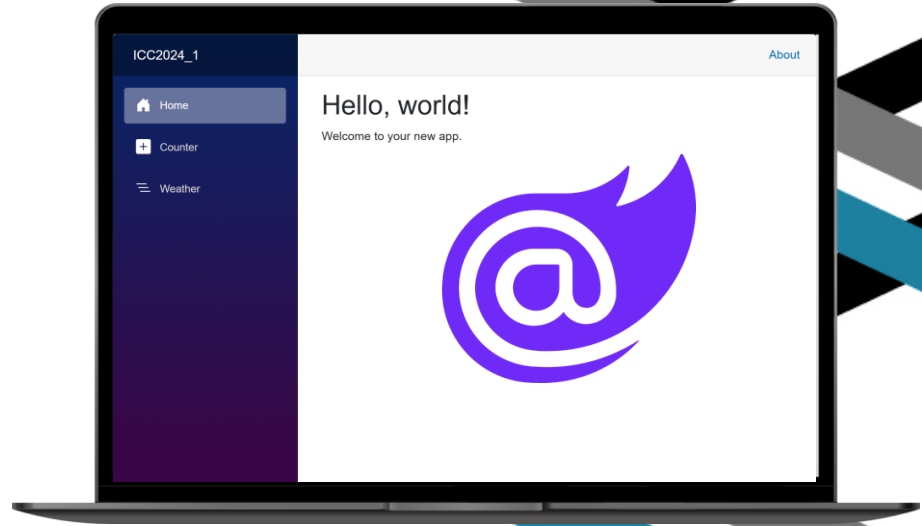 ICC2024_1
About
Home
Counter
Weather
Hello, world!
Welcome to your new app.